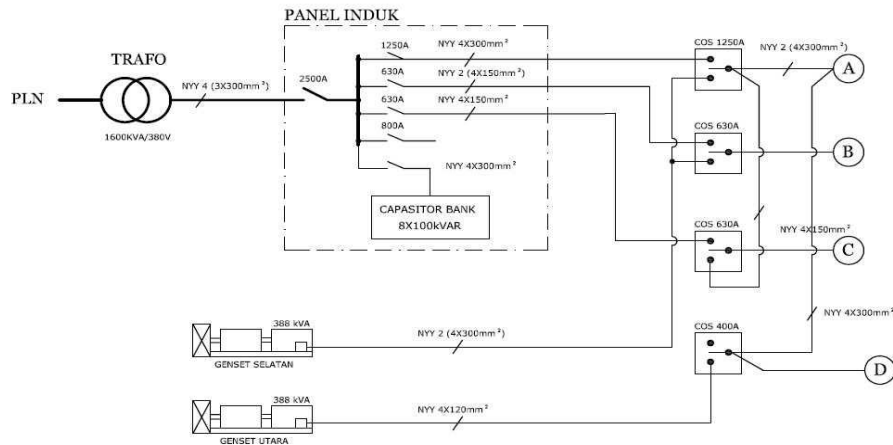 PANEL INDUK
COS 1250A
1250A
NYY 4X300mm²
NYY 2 (4X300mm²)
TRAFO
630A
NYY 2 (4X150mm²)
A
2500A
NYY 4 (3X300mm²)
630A
NYY 4X150mm²
PLN
COS 630A
1600KVA/380V
800A
B
NYY 4X300mm²
CAPASITOR BANK
8X100kVAR
COS 630A
NYY 4X150mm²
C
NYY 4X300mm²
388 kVA
NYY 2 (4X300mm²)
COS 400A
GENSET SELATAN
D
388 kVA
NYY 4X120mm²
GENSET UTARA